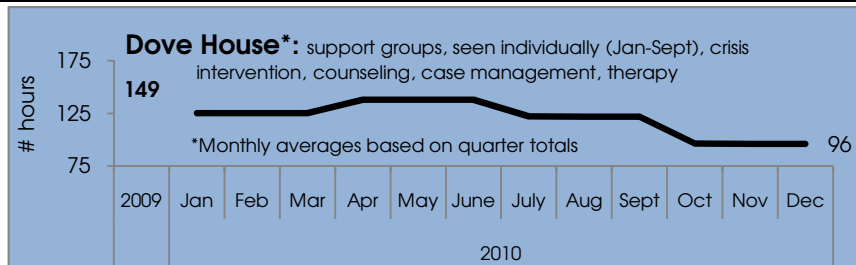 Dove House*: support groups, seen individually (Jan-Sept), crisis
intervention, counseling, case management, therapy
175
149
125
# hours
*Monthly averages based on quarter totals
96
75
2009 Jan Feb Mar Apr May June July Aug Sept Oct Nov Dec
2010